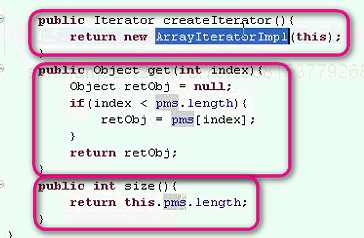 public Iterator createIterator(){
return new ArrayIteratorImpl(this);
}
public Object get(int index){
Object retObj = null;
if(index < pms.length){
retObj = pms[index];
}
return retObj;
}
public int size(){
return this.pms.length;
}